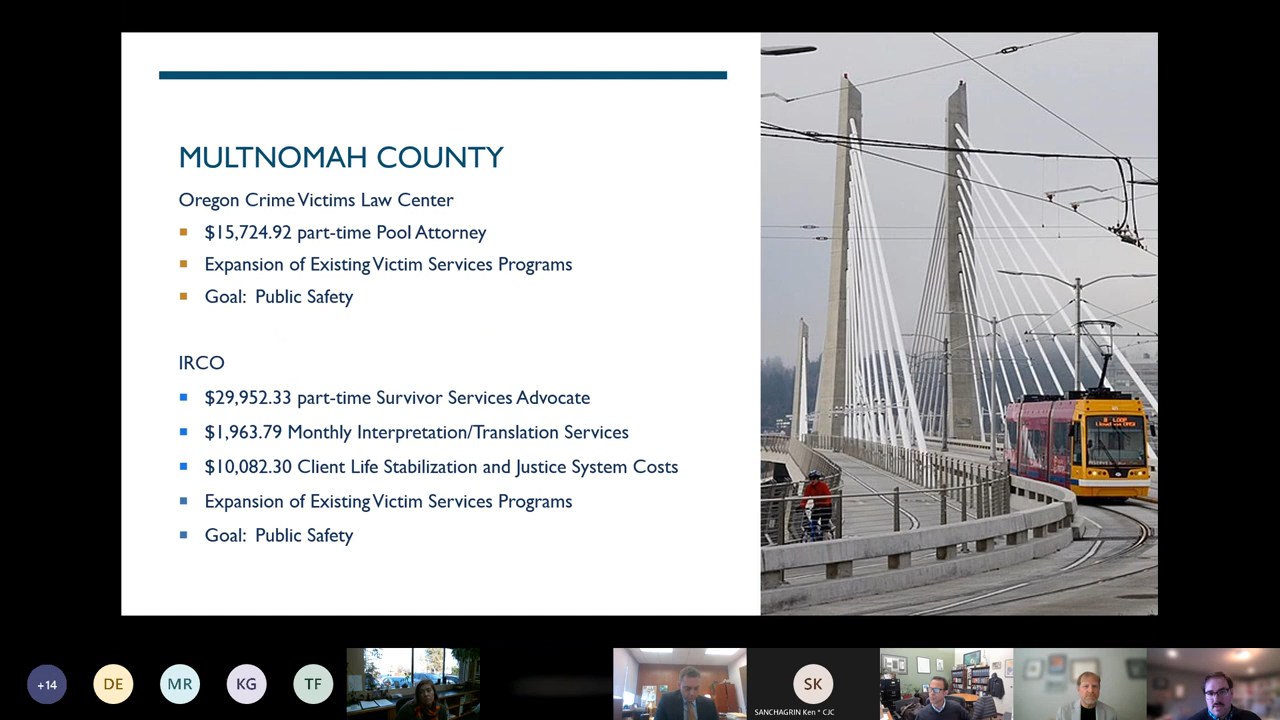 MULTNOMAH COUNTY
Oregon Crime Victims Law Center
$15,724.92 part-time Pool Attorney
Expansion of Existing Victim Services Programs
Goal: Public Safety
IRCO
$29,952.33 part-time Survivor Services Advocate
$1,963.79 Monthly Interpretation/Translation Services
$10,082.30 Client Life Stabilization and Justice System Costs
Expansion of Existing Victim Services Programs
Goal: Public Safety
B LOOP
+14
DE
MR
KG
TF
SK
SANCHAGRIN Ken * CJC